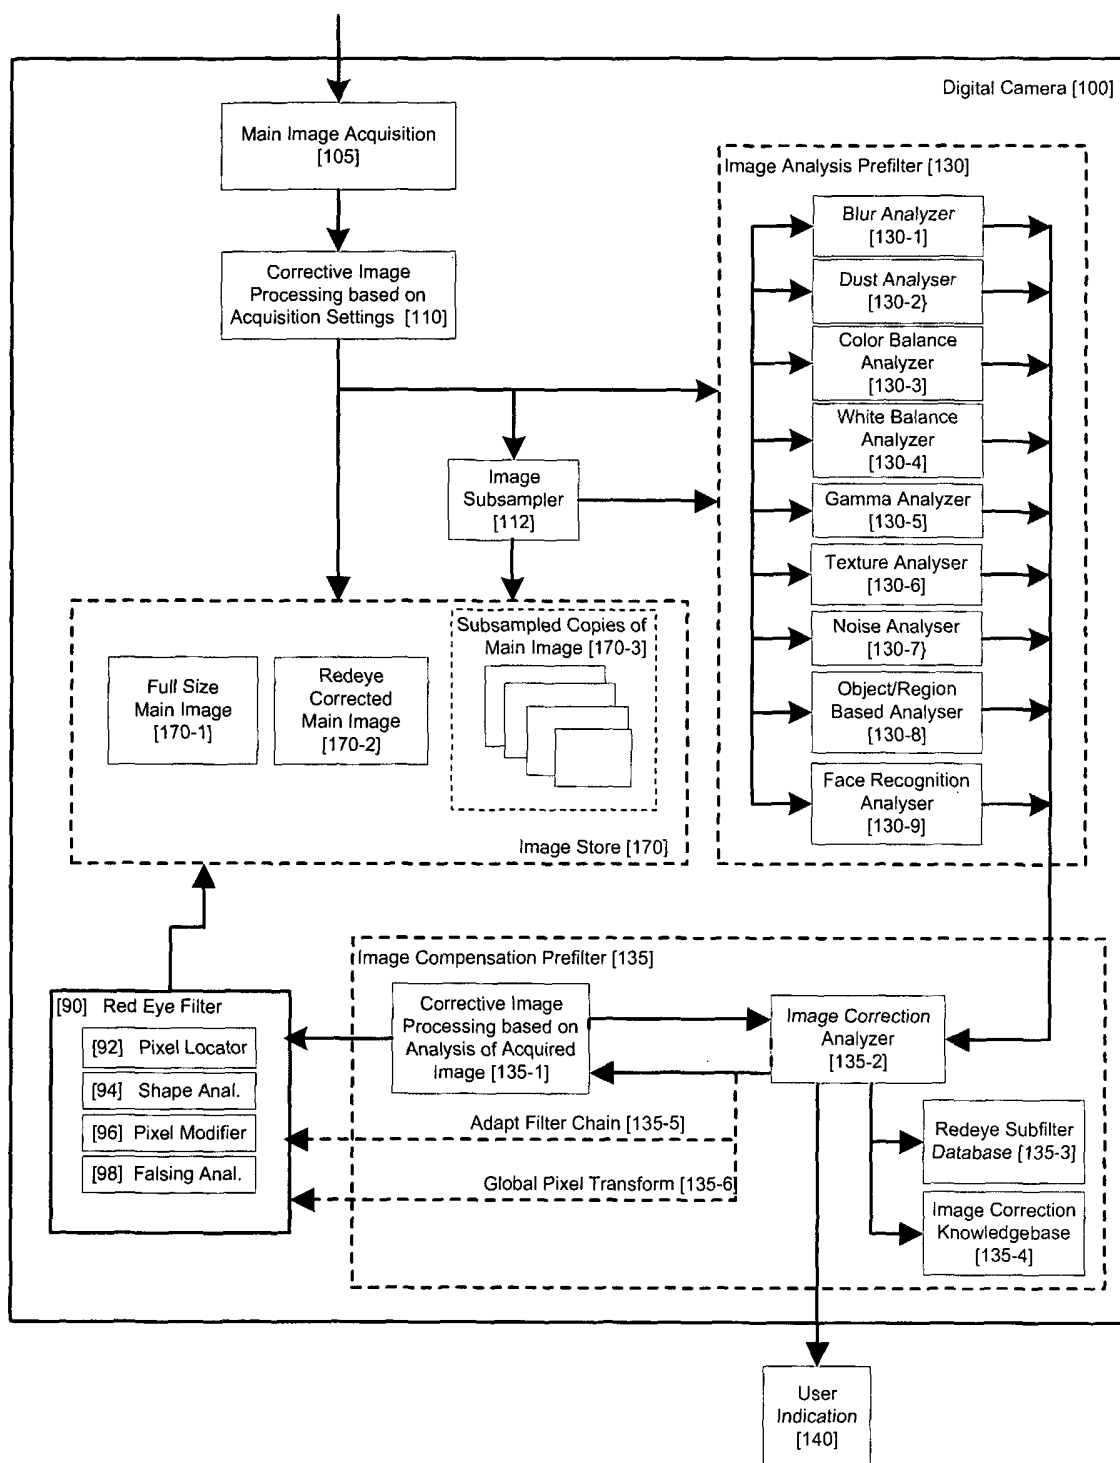 Digital Camera [100]
Main Image Acquisition
[105]
Corrective Image
Processing based on
Acquisition Settings [110]
Image
Subsampler
[112]
Image Analysis Prefilter [130]
Blur Analyzer
[130-1]
Dust Analyser
[130-2}
Color Balance
Analyzer
[130-3]
White Balance
Analyzer
[130-4]
Gamma Analyzer
[130-5]
Texture Analyser
[130-6]
Noise Analyser
[130-7}
Object/Region
Based Analyser
[130-8]
Face Recognition
Analyser
[130-9]
Full Size
Main Image
[170-1]
Redeye
Corrected
Main Image
[170-2]
Subsampled Copies of
Main Image [170-3]
Image Store [170]
[90] Red Eye Filter
[92] Pixel Locator
[94] Shape Anal.
[96] Pixel Modifier
[98] Falsing Anal.
Image Compensation Prefilter [135]
Corrective Image
Processing based on
Analysis of Acquired
Image [135-1]
Image Correction
Analyzer
[135-2]
Adapt Filter Chain [135-5]
Global Pixel Transform [135-6]
Redeye Subfilter
Database [135-3]
Image Correction
Knowledgebase
[135-4]
User
Indication
[140]